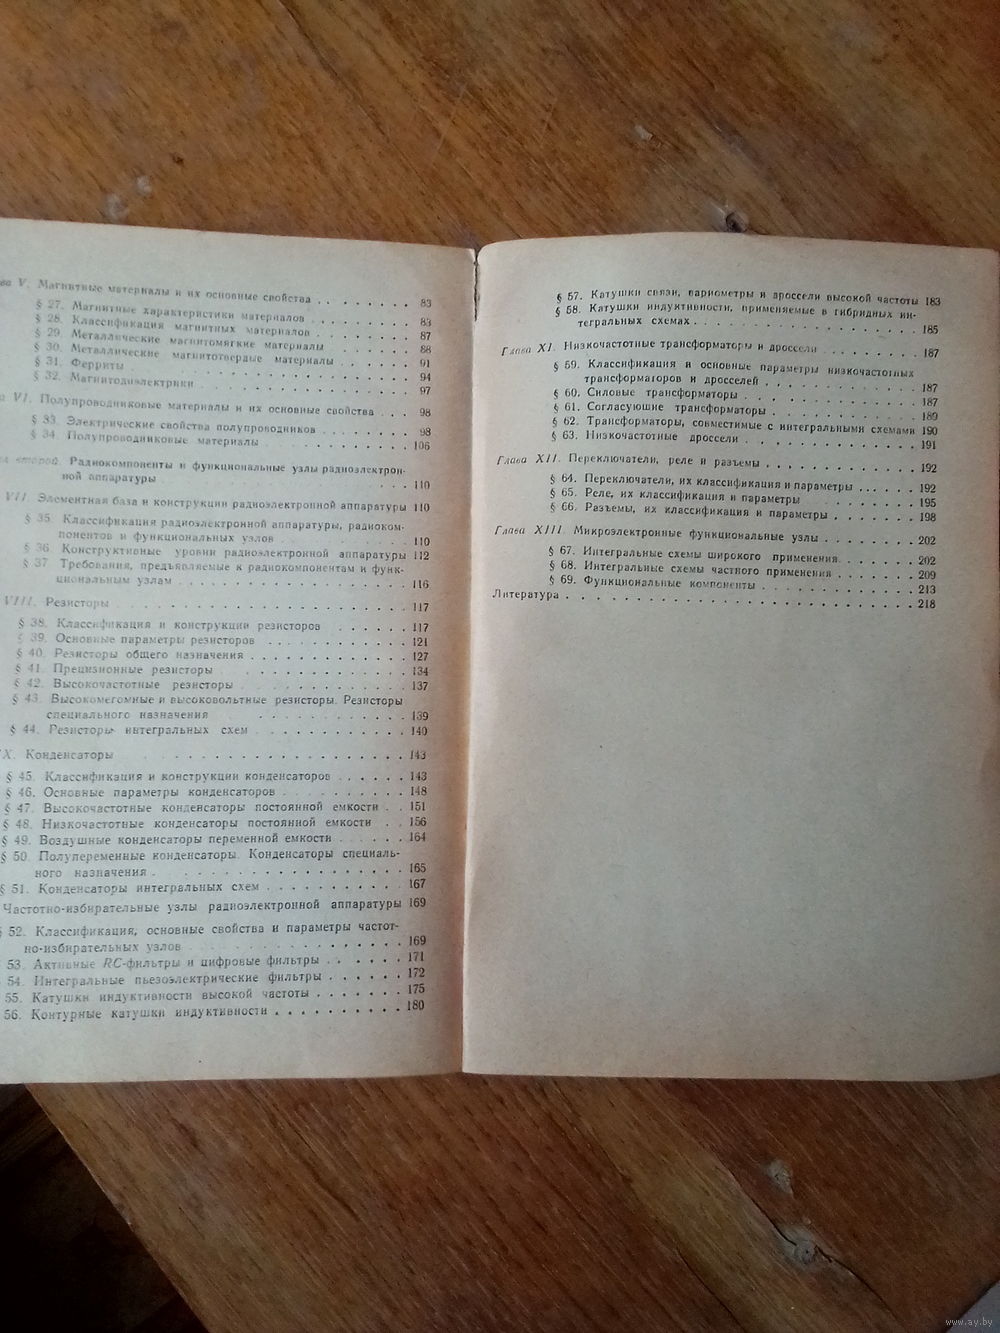 ва V. Магнитные материалы и их основные свойства . . . . . . . 83
§ 27. Магнитные характеристики материалов . . . . . . . 83
§ 28. Классификация магнитных материалов . . . . . . . 87
§ 29. Металлические магнитомягкие материалы . . . . . . 88
§ 30. Металлические магнитотвердые материалы . . . . . 91
§ 31. Ферриты . . . . . . . . . . 94
§ 32. Магнитодиэлектрики . . . . . . . . . . 97
а VI. Полупроводниковые материалы и их основные свойства . . . 98
§ 33. Электрические свойства полупроводников . . . . . . 98
§ 34. Полупроводниковые материалы . . . . . . . . . 106
второй. Радиокомпоненты и функциональные узлы радиоэлектрон-
ной аппаратуры . . . 110
VII. Элементная база и конструкции радиоэлектронной аппаратуры 110
§ 35. Классификация радиоэлектронной аппаратуры, радиоком-
понентов и функциональных узлов . . . . . . . . 110
§ 36. Конструктивные уровни радиоэлектронной аппаратуры 112
§ 37. Требования, предъявляемые к радиокомпонентам и функ-
циональным узлам . . . . . . . . . . . . . 116
VIII. Резисторы . . . . . . . . . . . . . . . . . 117
§ 38. Классификация и конструкции резисторов . . . . . . 117
§ 39. Основные параметры резисторов . . . . . . . . . . 121
§ 40. Резисторы общего назначения . . . . . . . . . . . 127
§ 41. Прецизионные резисторы . . . . . . . . . . . . 134
§ 42. Высокочастотные резисторы . . . . . . . . . . . 137
§ 43. Высокомегомные и высоковольтные резисторы. Резисторы
специального назначения . . . . . . . . . . . 139
§ 44. Резисторы интегральных схем . . . . . . . . . . . 140
X. Конденсаторы . . . . . . . . . . . . . . . . 143
§ 45. Классификация и конструкции конденсаторов . . . . . . 143
§ 46. Основные параметры конденсаторов . . . . . . . . . 148
§ 47. Высокочастотные конденсаторы постоянной емкости . . 151
§ 48. Низкочастотные конденсаторы постоянной емкости . . 156
§ 49. Воздушные конденсаторы переменной емкости . . . . . 164
§ 50. Полупеременные конденсаторы. Конденсаторы специаль-
ного назначения . . . . . . . . . . . . . . . 165
§ 51. Конденсаторы интегральных схем . . . . . . . . . . 167
Частотно-избирательные узлы радиоэлектронной аппаратуры 169
§ 52. Классификация, основные свойства и параметры частот-
но-избирательных узлов . . . . . . . . . . . . 169
53. Активные RC-фильтры и цифровые фильтры . . . . . . 171
54. Интегральные пьезоэлектрические фильтры . . . . . . 172
55. Катушки индуктивности высокой частоты . . . . . . . 175
56. Контурные катушки индуктивности . . . . . . . . . . 180
§ 57. Катушки связи, вариометры и дроссели высокой частоты 183
§ 58. Катушки индуктивности, применяемые в гибридных ин-
тегральных схемах . . . . . . . . . . . . . . . . 185
Глава XI. Низкочастотные трансформаторы и дроссели . . . . . . . . 187
§ 59. Классификация и основные параметры низкочастотных
трансформаторов и дросселей . . . . . . . . . . . 187
§ 60. Силовые трансформаторы . . . . . . . . . . . . 187
§ 61. Согласующие трансформаторы . . . . . . . . . . . 189
§ 62. Трансформаторы, совместимые с интегральными схемами 190
§ 63. Низкочастотные дроссели . . . . . . . . . . . . 191
Глава XII. Переключатели, реле и разъемы . . . . . . . . . . . . 192
§ 64. Переключатели, их классификация и параметры . . . . . . 192
§ 65. Реле, их классификация и параметры . . . . . . . . 195
§ 66. Разъемы, их классификация и параметры . . . . . . . 198
Глава XIII. Микроэлектронные функциональные узлы . . . . . . . . 202
§ 67. Интегральные схемы широкого применения . . . . . . . 202
§ 68. Интегральные схемы частного применения . . . . . . . 209
§ 69. Функциональные компоненты . . . . . . . . . . . . 213
Литература . . . . . . . . . . . . . . . . . . . . . . . . 218
www.ay.by